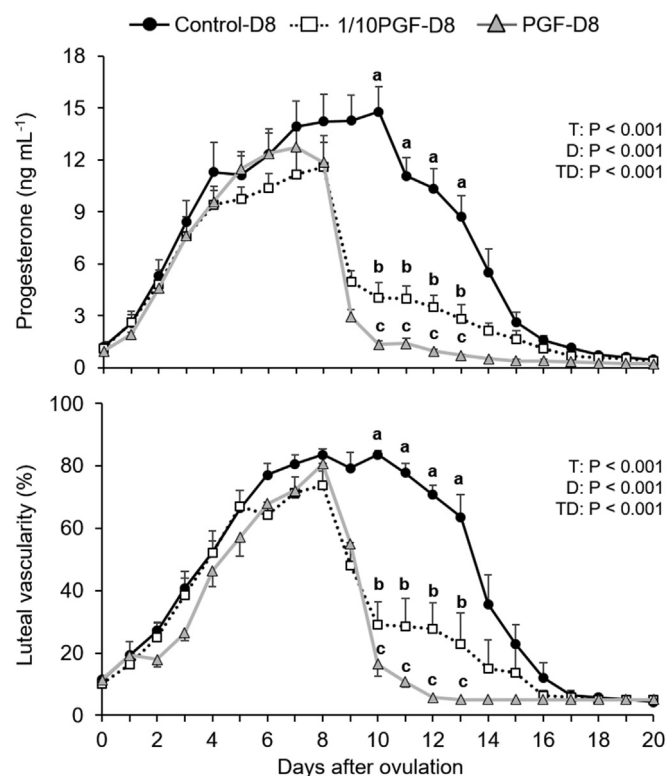 Control-D8 1/10PGF-D8 PGF-D8
18
15
12
9
6
3
0
Progesterone (ng mL⁻¹)
a
a
a
a
b
b
b
b
c
c
c
c
T: P < 0.001
D: P < 0.001
TD: P < 0.001
100
80
60
40
20
0
Luteal vascularity (%)
a
a
a
a
b
b
b
b
c
c
c
c
T: P < 0.001
D: P < 0.001
TD: P < 0.001
0 2 4 6 8 10 12 14 16 18 20
Days after ovulation